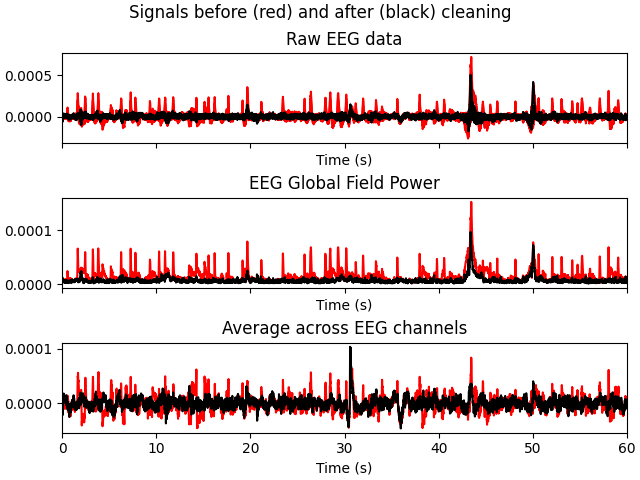 Signals before (red) and after (black) cleaning
Raw EEG data
0.0005
0.0000
Time (s)
EEG Global Field Power
0.0001
0.0000
Time (s)
Average across EEG channels
0.0001
0.0000
0 10 20 30 40 50 60
Time (s)